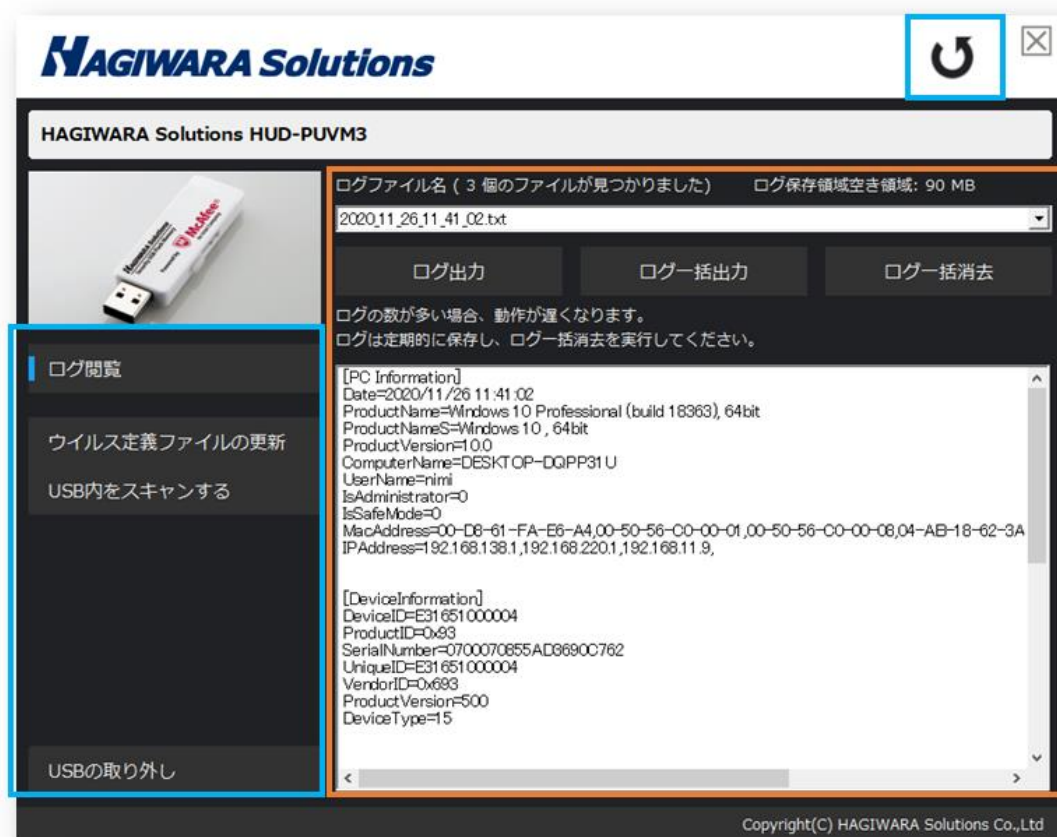 HAGIWARA Solutions
HAGIWARA Solutions HUD-PUVM3
ログファイル名 ( 3 個のファイルが見つかりました)
ログ保存領域空き領域: 90 MB
2020_11_26_11_41_02.txt
ログ出力
ログ一括出力
ログ一括消去
ログの数が多い場合、動作が遅くなります。
ログは定期的に保存し、ログ一括消去を実行してください。
McAfee
ログ閲覧
ウイルス定義ファイルの更新
USB内をスキャンする
USBの取り外し
[PC Information]
Date=2020/11/26 11:41:02
ProductName=Windows 10 Professional (build 18363), 64bit
ProductNameS=Windows 10 , 64bit
ProductVersion=10.0
ComputerName=DESKTOP-DQIPP31U
UserName=nimi
IsAdministrator=0
IsSafeMode=0
MacAddress=00-D8-61-FA-E6-A4,00-50-56-C0-00-01,00-50-56-C0-00-08,04-AB-18-62-3A
IPAddress=192.168.138.1,192.168.220.1,192.168.11.9,
[DeviceInformation]
DeviceID=E31651000004
ProductID=0x93
SerialNumber=0700070855AD3690C762
UniqueID=E31651000004
VendorID=0x693
ProductVersion=500
DeviceType=15
Copyright(C) HAGIWARA Solutions Co.,Ltd